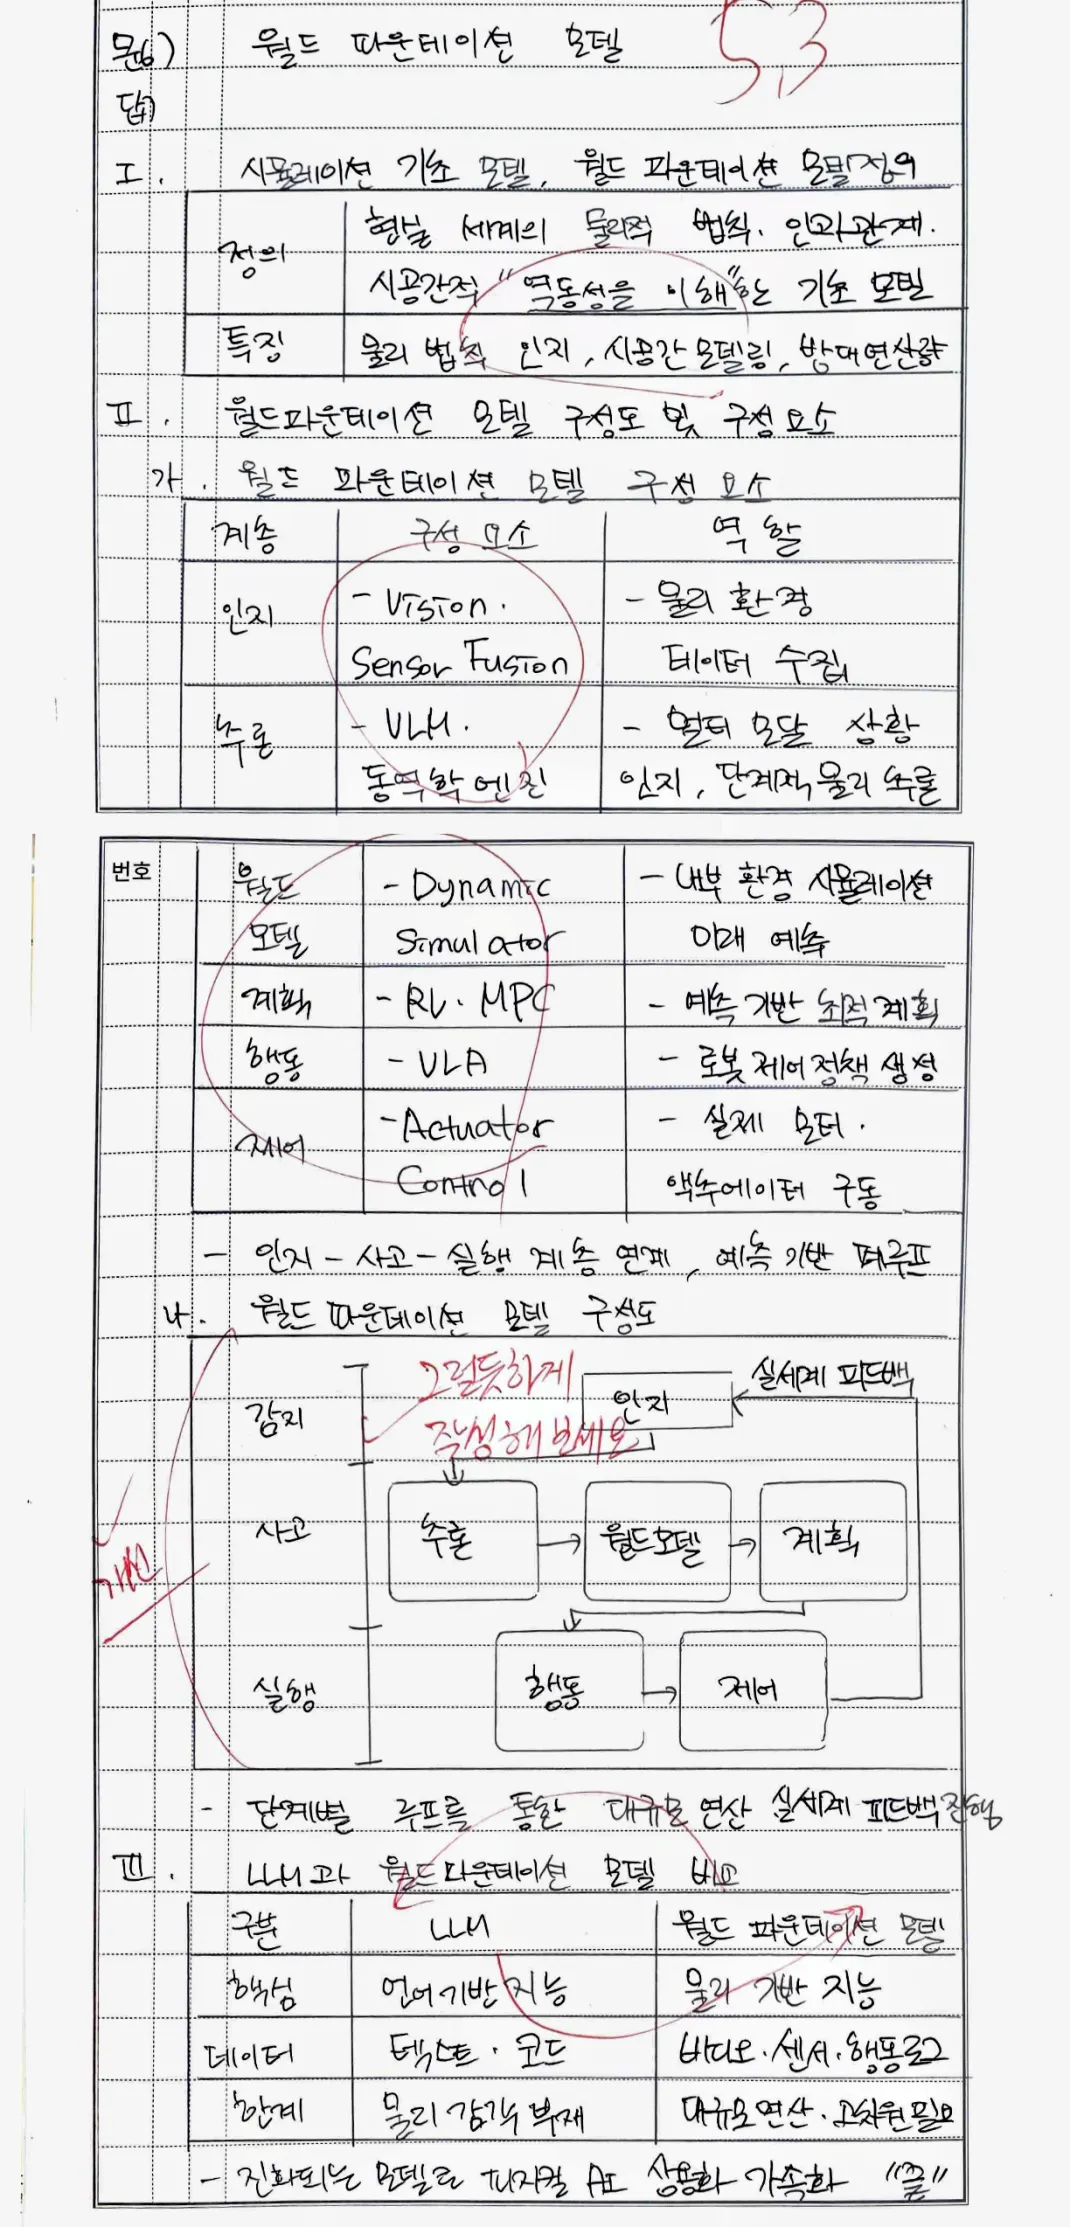 문6) 월드 파운데이션 모델
5.3
답)
I. 시뮬레이션 기초 모델, 월드 파운데이션 모델 정의
정의 현실 세계의 물리적 법칙·인과관계·
시공간적 "역동성을 이해"하는 기초 모델
특징 물리 법칙 인지, 시공간 모델링, 방대연산량
II. 월드파운데이션 모델 구성도 및 구성요소
가. 월드 파운데이션 모델 구성 요소
계층 구성 요소 역할
인지 - Vision· - 물리 환경
Sensor Fusion 데이터 수집
추론 - VLM· - 멀티 모달 상황
동역학 엔진 인지, 단계적 물리 추론
번호 월드 - Dynamic - 내부 환경 시뮬레이션
모델 Simulator 미래 예측
계획 - RL·MPC - 예측 기반 최적 계획
행동 - VLA - 로봇 제어 정책 생성
제어 - Actuator - 실제 모터·
Control 액추에이터 구동
- 인지-사고-실행 계층 연계, 예측 기반 폐루프
나. 월드 파운데이션 모델 구성도
그럴듯하게 실세계 피드백
감지 인지
작성해 보세요
사고 추론 월드모델 계획
개선
실행 행동 제어
- 단계별 루프를 통한 대규모 연산 실세계 피드백 진행
III. LLM과 월드파운데이션 모델 비교
구분 LLM 월드 파운데이션 모델
핵심 언어기반 지능 물리 기반 지능
데이터 텍스트·코드 비디오·센서·행동로그
한계 물리 감각 부재 대규모연산·고차원필요
- 진화되는 모델로 피지컬 AI 상용화 가속화 "끝"